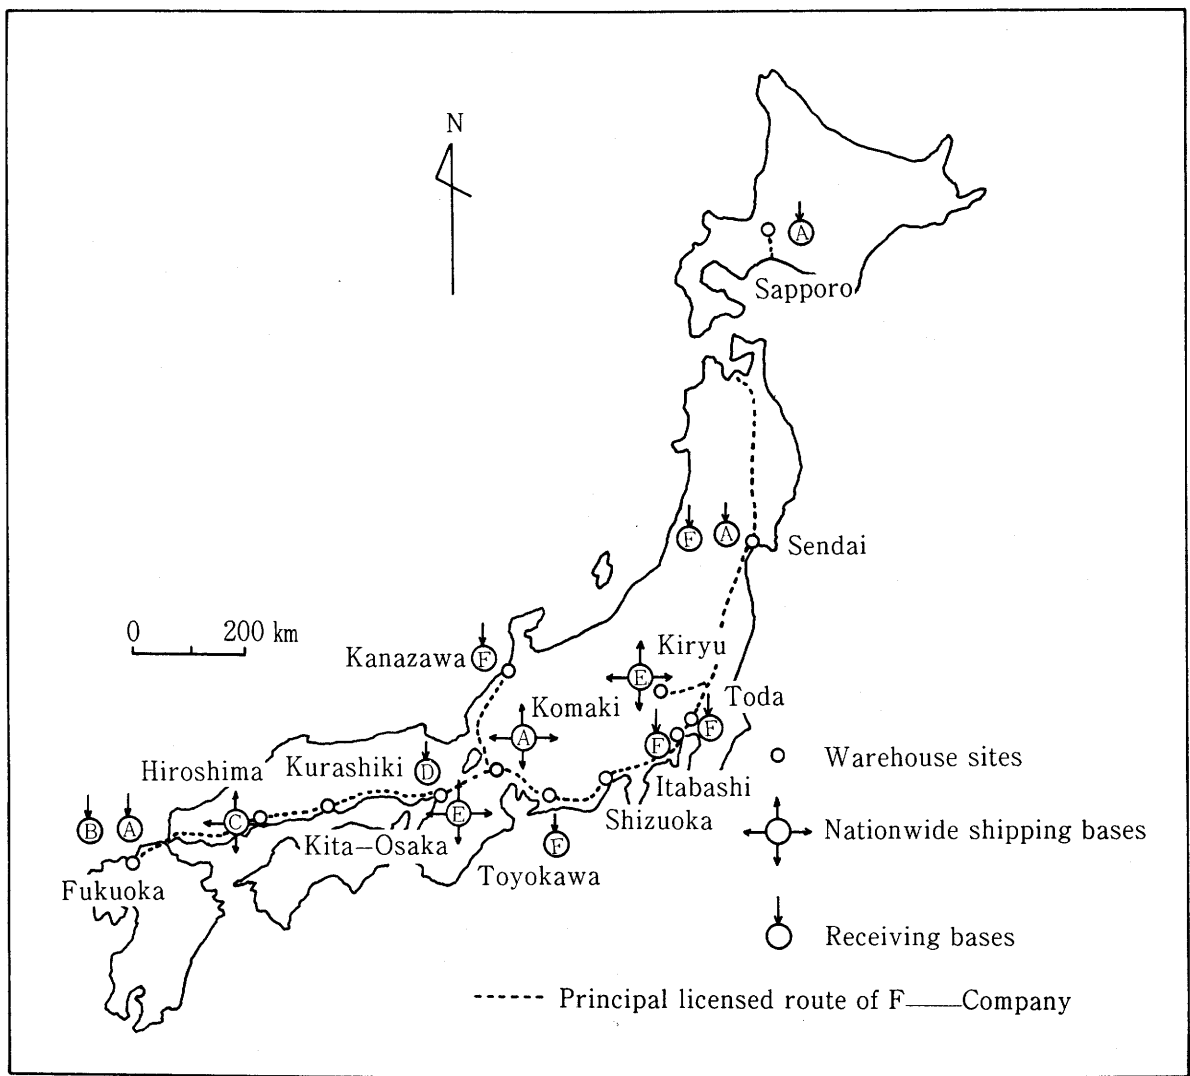 N
A
Sapporo
F
A
Sendai
0
200 km
Kanazawa
F
Kiryu
E
Komaki
A
Toda
F
F
Hiroshima
Kurashiki
D
Itabashi
Shizuoka
B
A
C
E
Kita-Osaka
F
Fukuoka
Toyokawa
Warehouse sites
Nationwide shipping bases
Receiving bases
Principal licensed route of F——Company